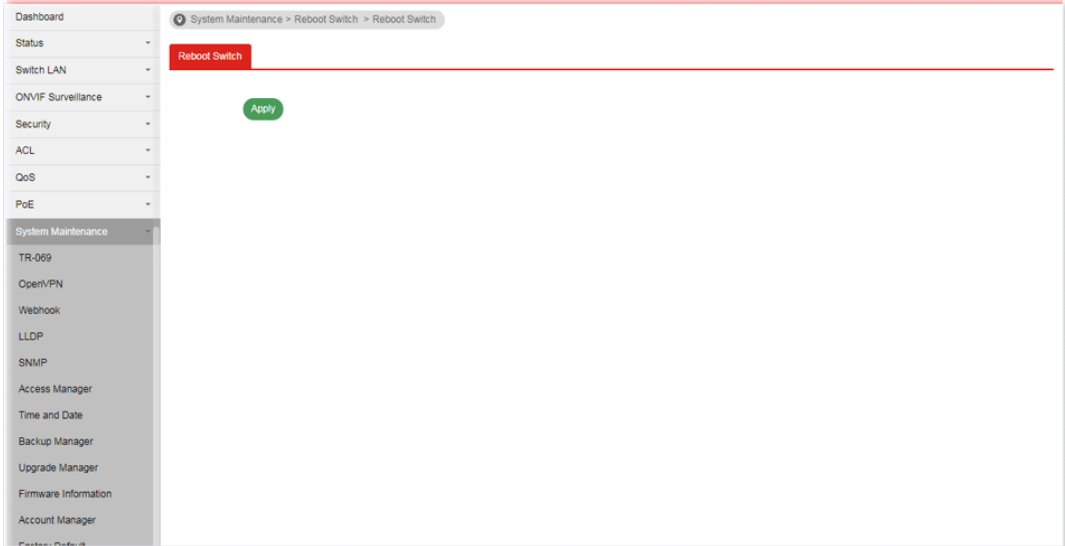 Dashboard
Status
Switch LAN
ONVIF Surveillance
Security
ACL
QoS
PoE
System Maintenance
TR-069
OpenVPN
Webhook
LLDP
SNMP
Access Manager
Time and Date
Backup Manager
Upgrade Manager
Firmware Information
Account Manager
Factory Default
System Maintenance > Reboot Switch > Reboot Switch
Reboot Switch
Apply